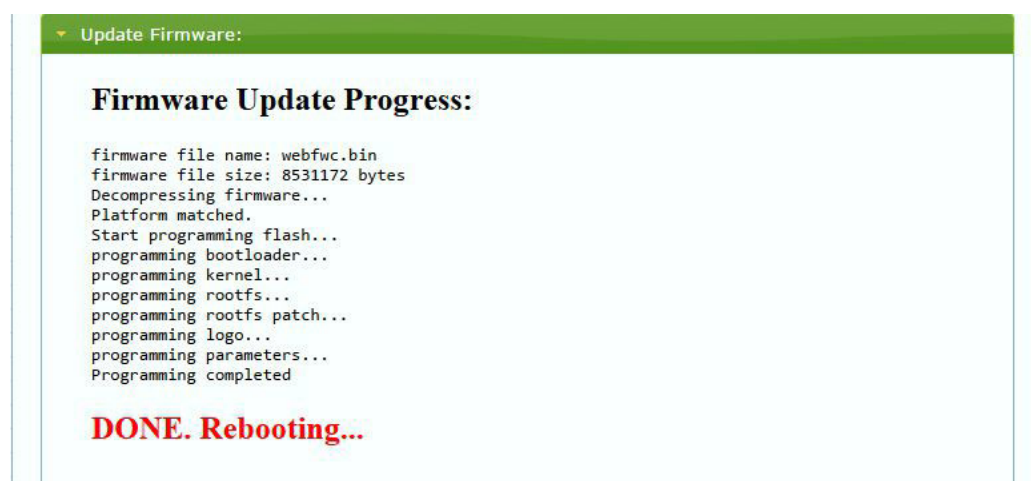 Update Firmware:
Firmware Update Progress:
firmware file name: webfwc.bin
firmware file size: 8531172 bytes
Decompressing firmware...
Platform matched.
Start programming flash...
programming bootloader...
programming kernel...
programming rootfs...
programming rootfs patch...
programming logo...
programming parameters...
Programming completed
DONE. Rebooting...